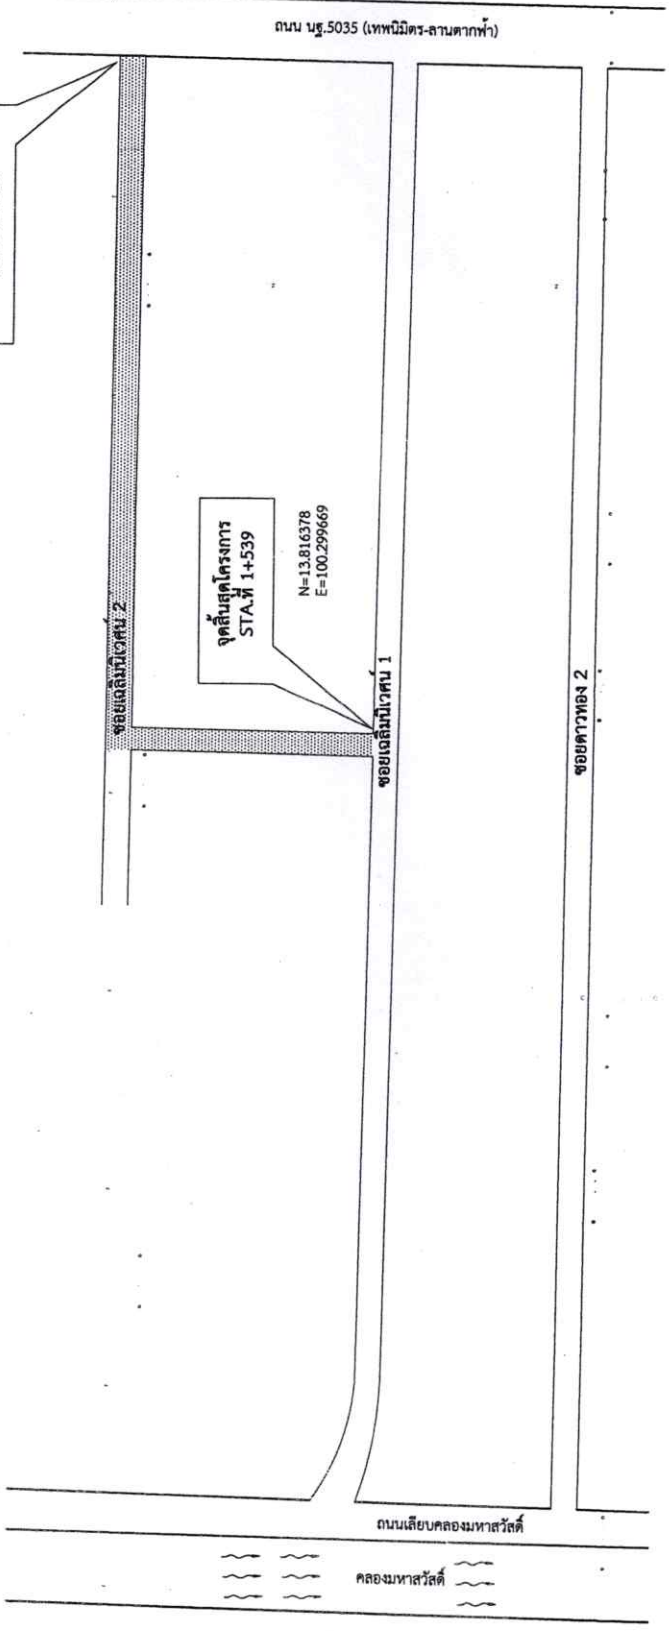 ถนน นฐ.5035 (เทพนิมิตร-ลานตากฟ้า)
จุดสิ้นสุดโครงการ
STA.ที่ 1+539
N=13.816378
E=100.299669
ซอยเฉลิมนิเวศน์ 2
ซอยเฉลิมนิเวศน์ 1
ซอยดาวทอง 2
ถนนเลียบคลองมหาสวัสดิ์
คลองมหาสวัสดิ์